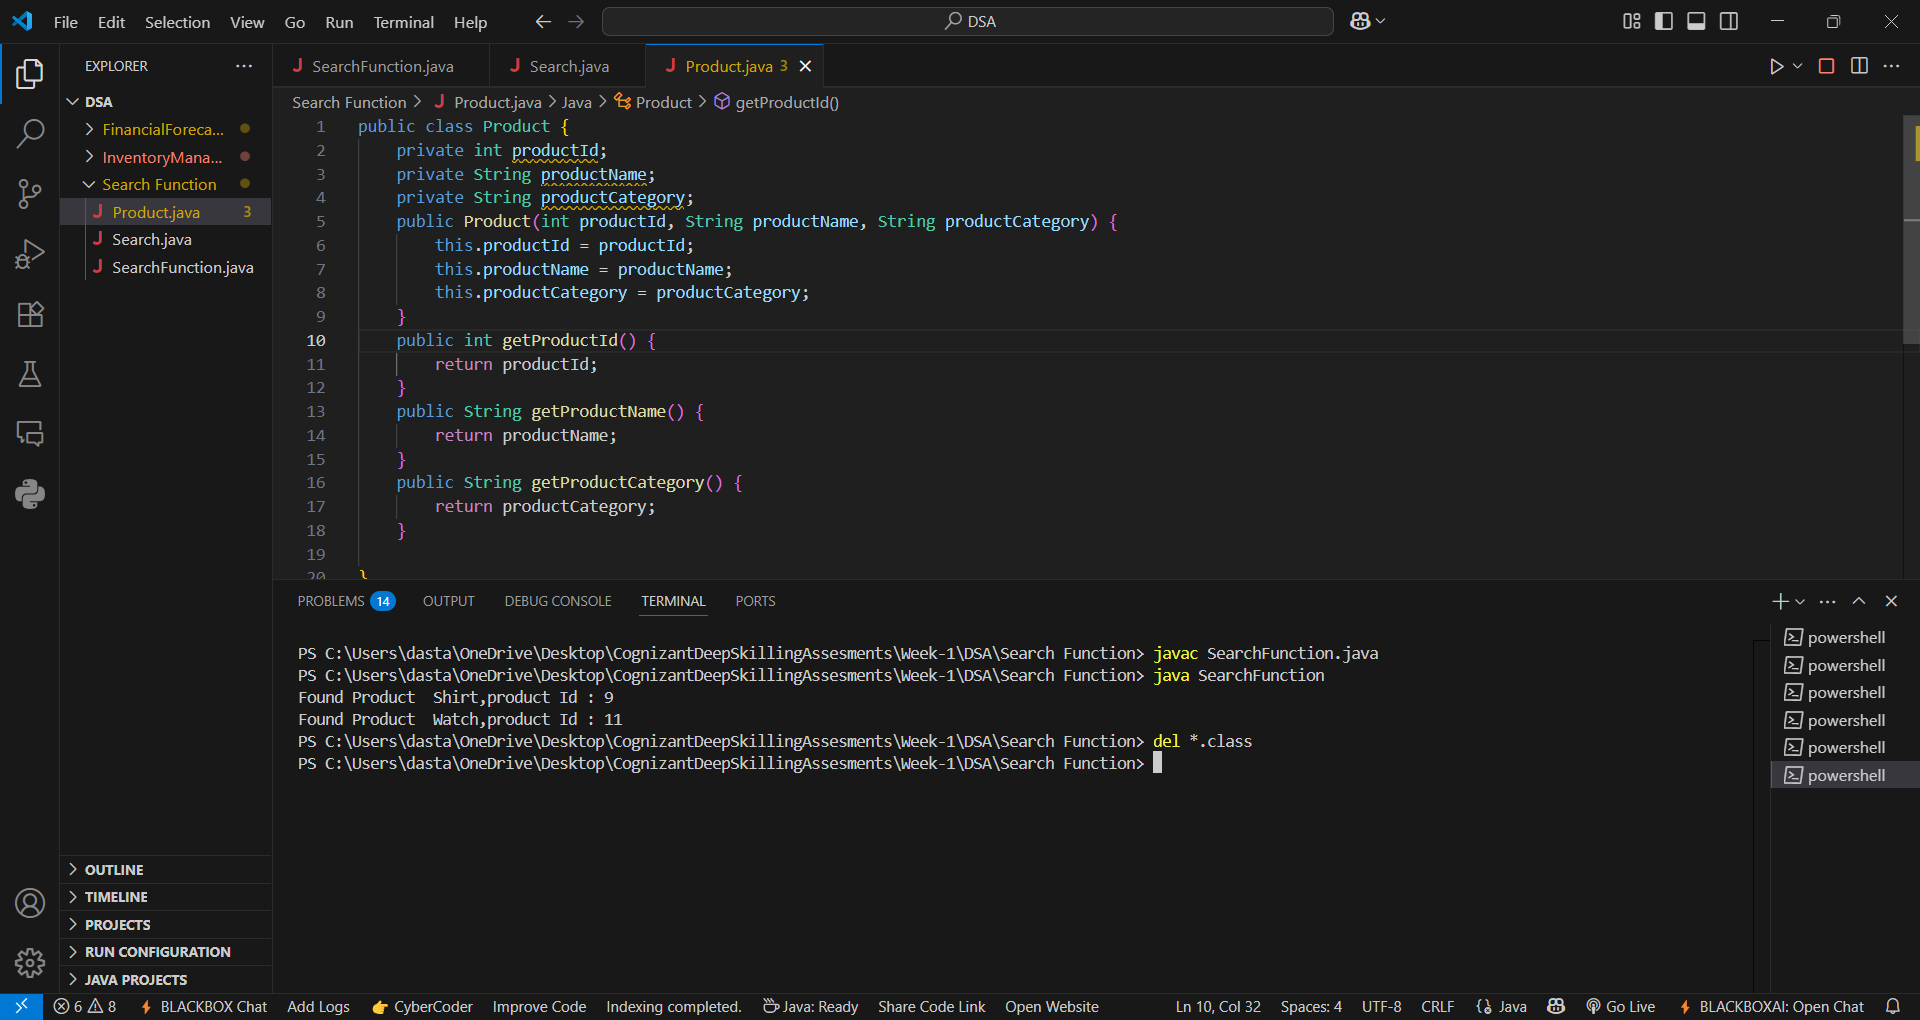 File Edit Selection View Go Run Terminal Help
DSA
EXPLORER
DSA
FinancialForeca...
InventoryMana...
Search Function
Product.java 3
Search.java
SearchFunction.java
OUTLINE
TIMELINE
PROJECTS
RUN CONFIGURATION
JAVA PROJECTS
SearchFunction.java Search.java Product.java 3
Search Function > Product.java > Java > Product > getProductId()
1 public class Product {
2 private int productId;
3 private String productName;
4 private String productCategory;
5 public Product(int productId, String productName, String productCategory) {
6 this.productId = productId;
7 this.productName = productName;
8 this.productCategory = productCategory;
9 }
10 public int getProductId() {
11 return productId;
12 }
13 public String getProductName() {
14 return productName;
15 }
16 public String getProductCategory() {
17 return productCategory;
18 }
19
20 }
PROBLEMS 14 OUTPUT DEBUG CONSOLE TERMINAL PORTS
PS C:\Users\dasta\OneDrive\Desktop\CognizantDeepSkillingAssesments\Week-1\DSA\Search Function> javac SearchFunction.java
PS C:\Users\dasta\OneDrive\Desktop\CognizantDeepSkillingAssesments\Week-1\DSA\Search Function> java SearchFunction
Found Product  Shirt,product Id : 9
Found Product  Watch,product Id : 11
PS C:\Users\dasta\OneDrive\Desktop\CognizantDeepSkillingAssesments\Week-1\DSA\Search Function> del *.class
PS C:\Users\dasta\OneDrive\Desktop\CognizantDeepSkillingAssesments\Week-1\DSA\Search Function>
powershell
powershell
powershell
powershell
powershell
powershell
6 8 BLACKBOX Chat Add Logs CyberCoder Improve Code Indexing completed. Java: Ready Share Code Link Open Website Ln 10, Col 32 Spaces: 4 UTF-8 CRLF Java Go Live BLACKBOXAI: Open Chat